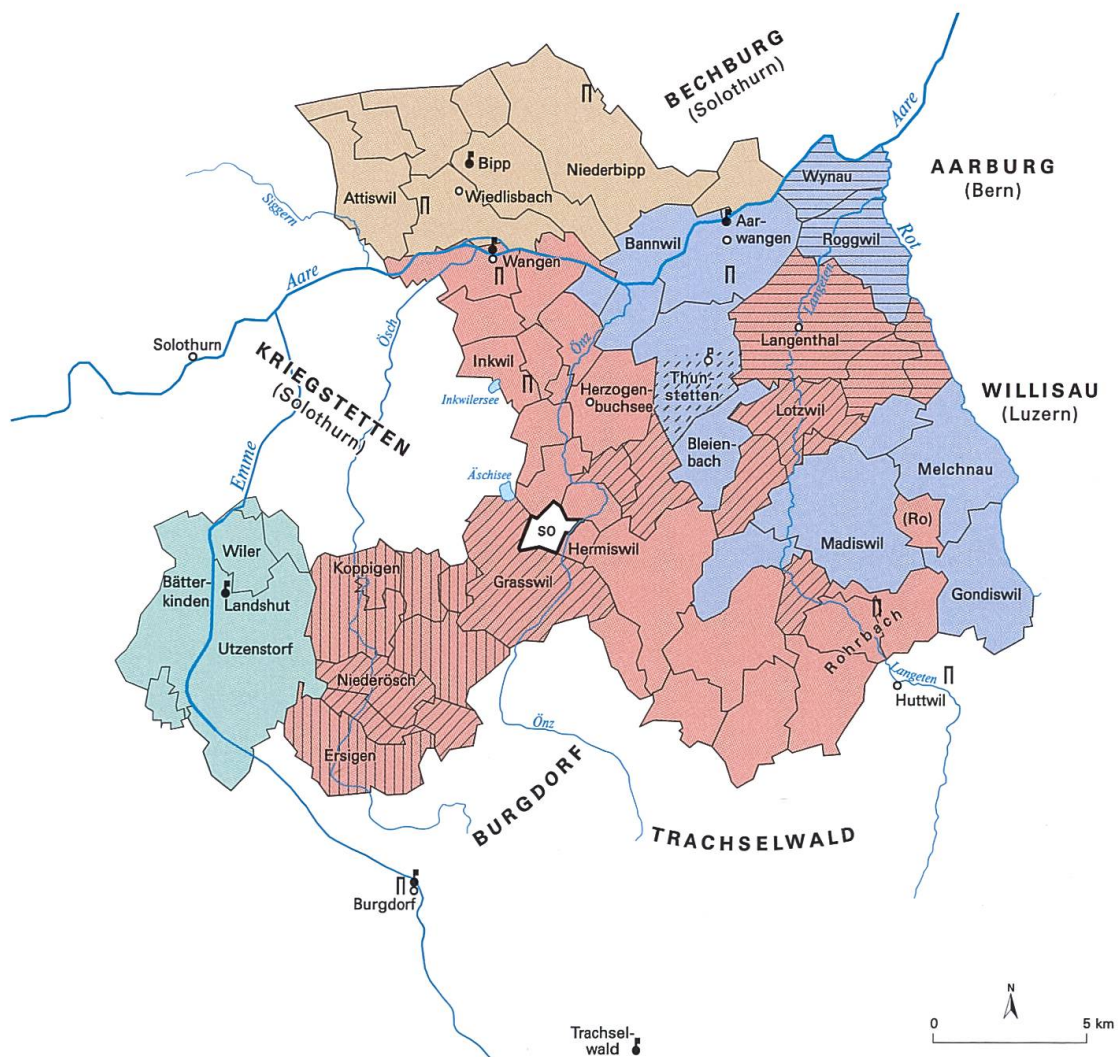 BECHBURG
(Solothurn)
Aare
AARBURG
(Bern)
Wynau
Bipp
Niederbipp
Wiedlisbach
Attiswil
Siggern
Aar-
wangen
Bannwil
Roggwil
Rot
Wangen
Aare
Langeten
Ösch
Solothurn
KRIEGSTETTEN
(Solothurn)
Önz
Langenthal
Inkwil
Inkwilersee
Herzogen-
buchsee
Thun-
stetten
WILLISAU
(Luzern)
Lotzwil
Bleien-
bach
Melchnau
Emme
Äschisee
(Ro)
SO
Hermiswil
Madiswil
Wiler
Koppigen
Grasswil
Bätter-
kinden
Landshut
Gondiswil
Utzenstorf
Rohrbach
Niederösch
Langeten
Huttwil
Önz
Ersigen
BURGDORF
TRACHSELWALD
Burgdorf
N
0
5 km
Trachsel-
wald